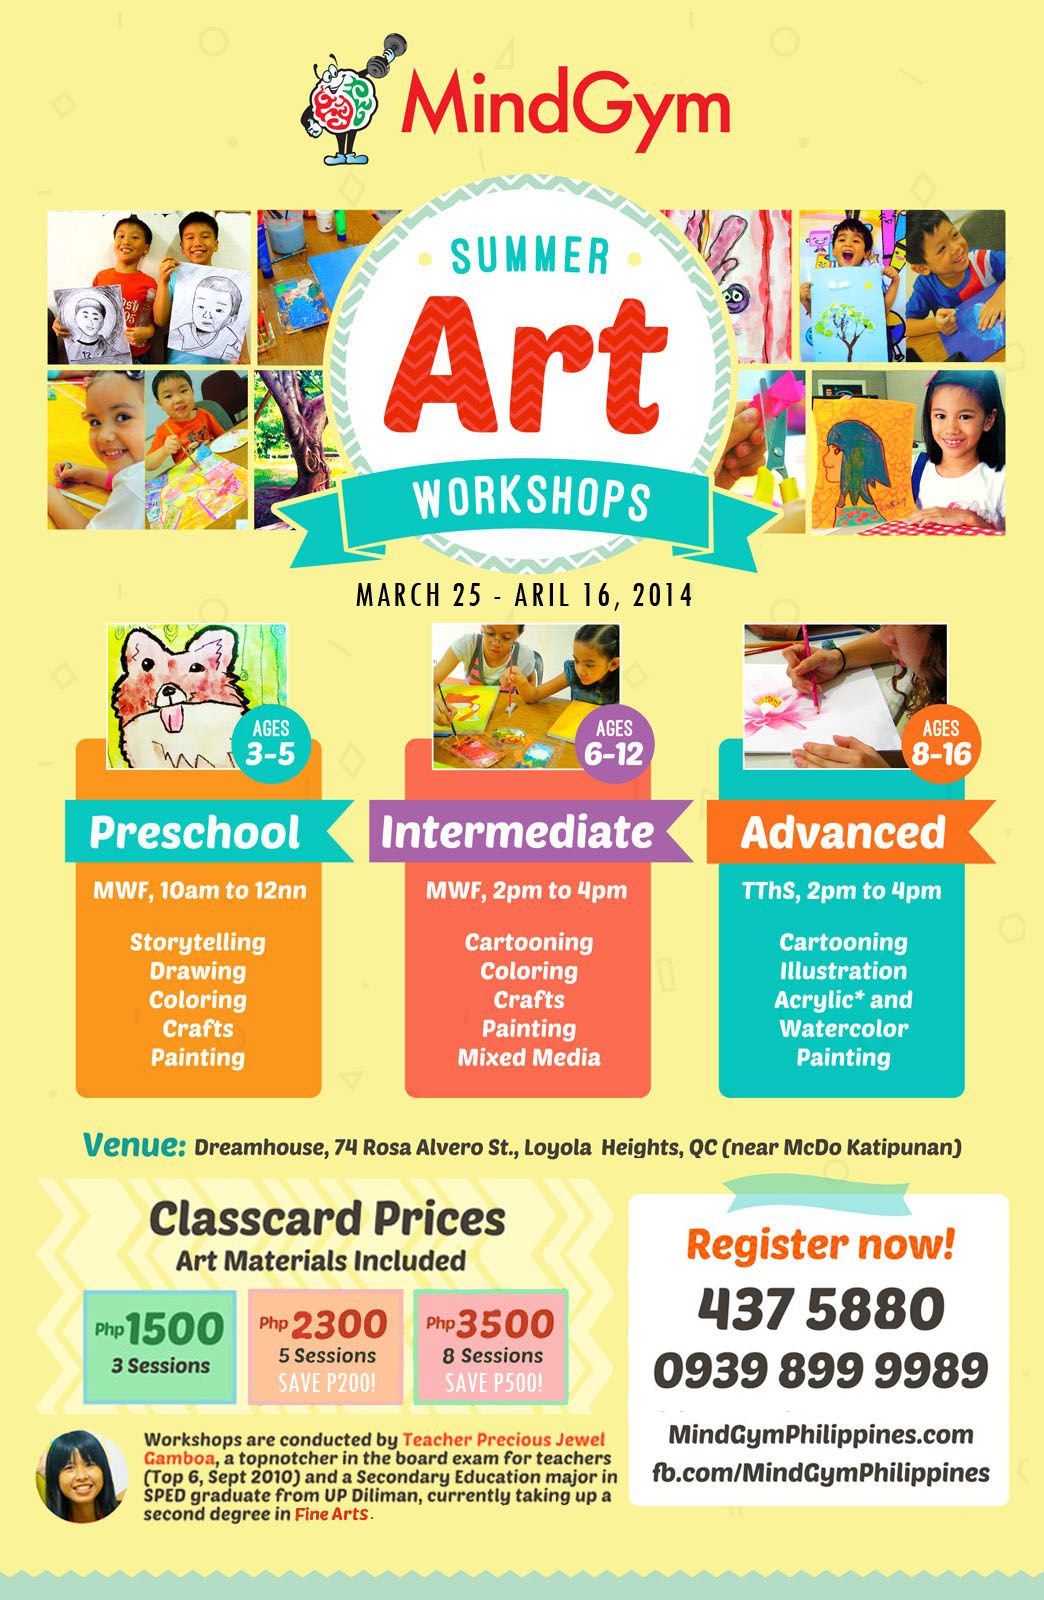 MindGym
SUMMER
Art
WORKSHOPS
MARCH 25 - ARIL 16, 2014
AGES
3-5
Preschool
MWF, 10am to 12nn
Storytelling
Drawing
Coloring
Crafts
Painting
AGES
6-12
Intermediate
MWF, 2pm to 4pm
Cartooning
Coloring
Crafts
Painting
Mixed Media
AGES
8-16
Advanced
TThS, 2pm to 4pm
Cartooning
Illustration
Acrylic* and
Watercolor
Painting
Venue: Dreamhouse, 74 Rosa Alvero St., Loyola Heights, QC (near McDo Katipunan)
Classcard Prices
Art Materials Included
Php 1500
3 Sessions
Php 2300
5 Sessions
SAVE P200!
Php 3500
8 Sessions
SAVE P500!
Register now!
437 5880
0939 899 9989
MindGymPhilippines.com
fb.com/MindGymPhilippines
Workshops are conducted by Teacher Precious Jewel
Gamboa, a topnotcher in the board exam for teachers
(Top 6, Sept 2010) and a Secondary Education major in
SPED graduate from UP Diliman, currently taking up a
second degree in Fine Arts.